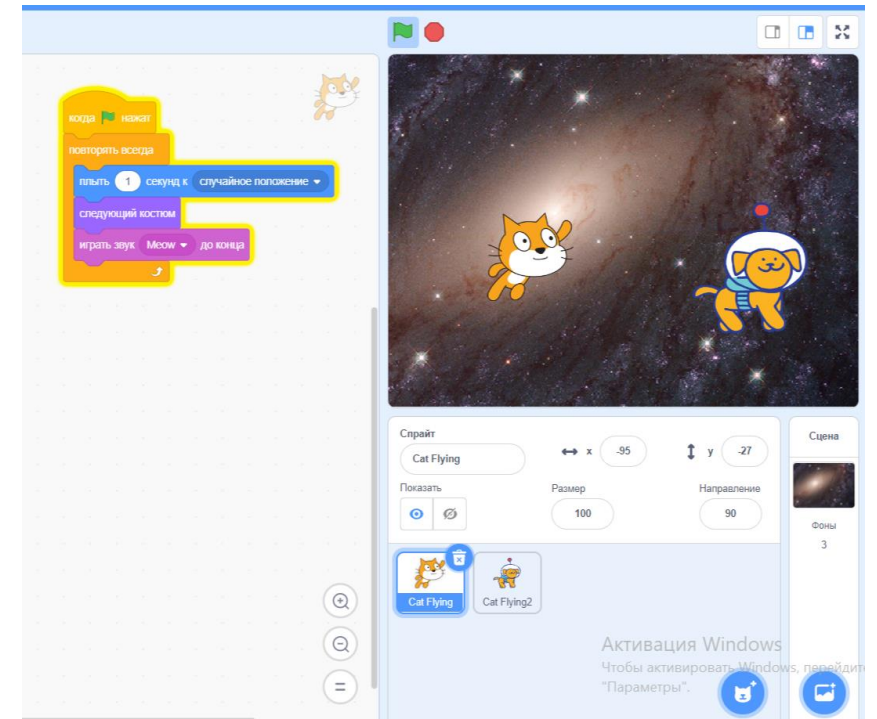 когда нажат
повторять всегда
плыть 1 секунд к случайное положение
следующий костюм
играть звук Meow до конца
Спрайт
Cat Flying
x -95
y -27
Показать
Размер
100
Направление
90
Cat Flying
Cat Flying2
Сцена
Фоны
3
Активация Windows
Чтобы активировать Windows, перейдит
"Параметры".